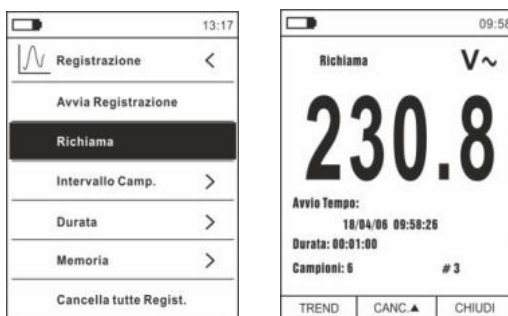 13:17
Registrazione <
Avvia Registrazione
Richiama
Intervallo Camp. >
Durata >
Memoria >
Cancella tutte Regist.
09:58
Richiama V~
230.8
Avvio Tempo:
18/04/06 09:58:26
Durata: 00:01:00
Campioni: 6 # 3
TREND CANC.▲ CHIUDI